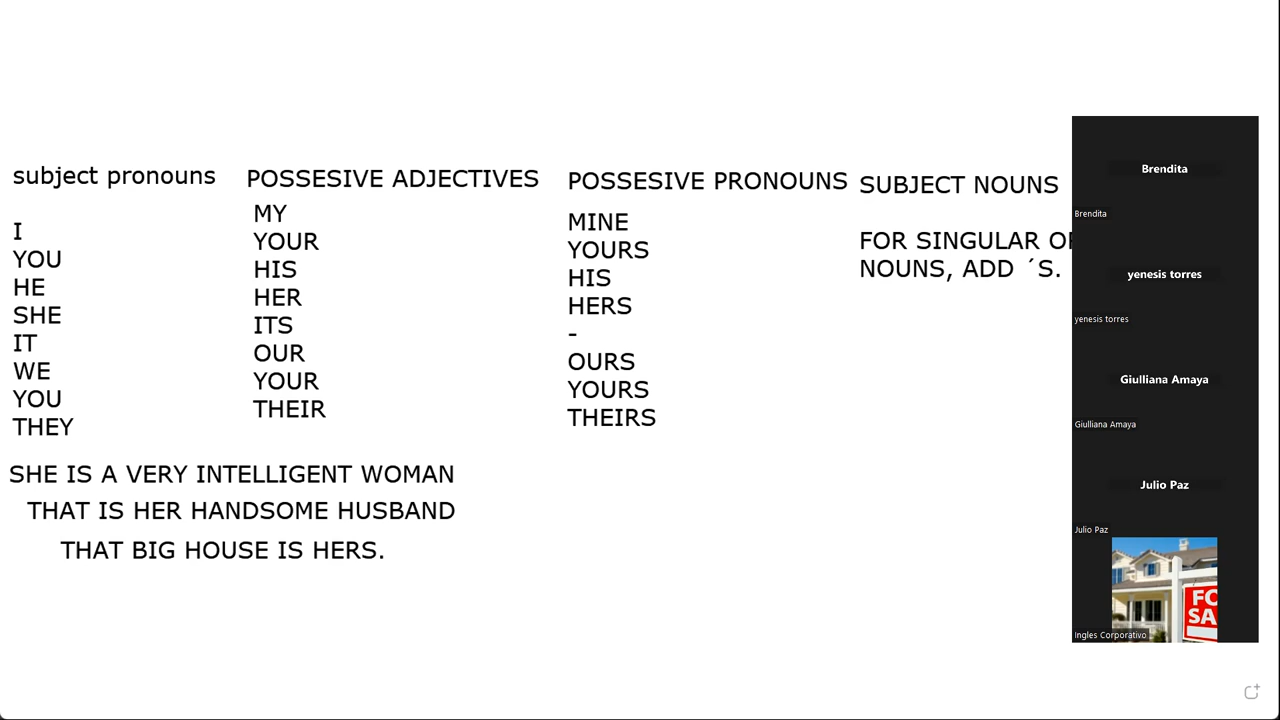 subject pronouns
I
YOU
HE
SHE
IT
WE
YOU
THEY
POSSESIVE ADJECTIVES
MY
YOUR
HIS
HER
ITS
OUR
YOUR
THEIR
POSSESIVE PRONOUNS
MINE
YOURS
HIS
HERS
-
OURS
YOURS
THEIRS
SUBJECT NOUNS
FOR SINGULAR
NOUNS, ADD ´S.
SHE IS A VERY INTELLIGENT WOMAN
THAT IS HER HANDSOME HUSBAND
THAT BIG HOUSE IS HERS.
Brendita
Brendita
yenesis torres
yenesis torres
Giulliana Amaya
Giulliana Amaya
Julio Paz
Julio Paz
FO
SA
Ingles Corporativo